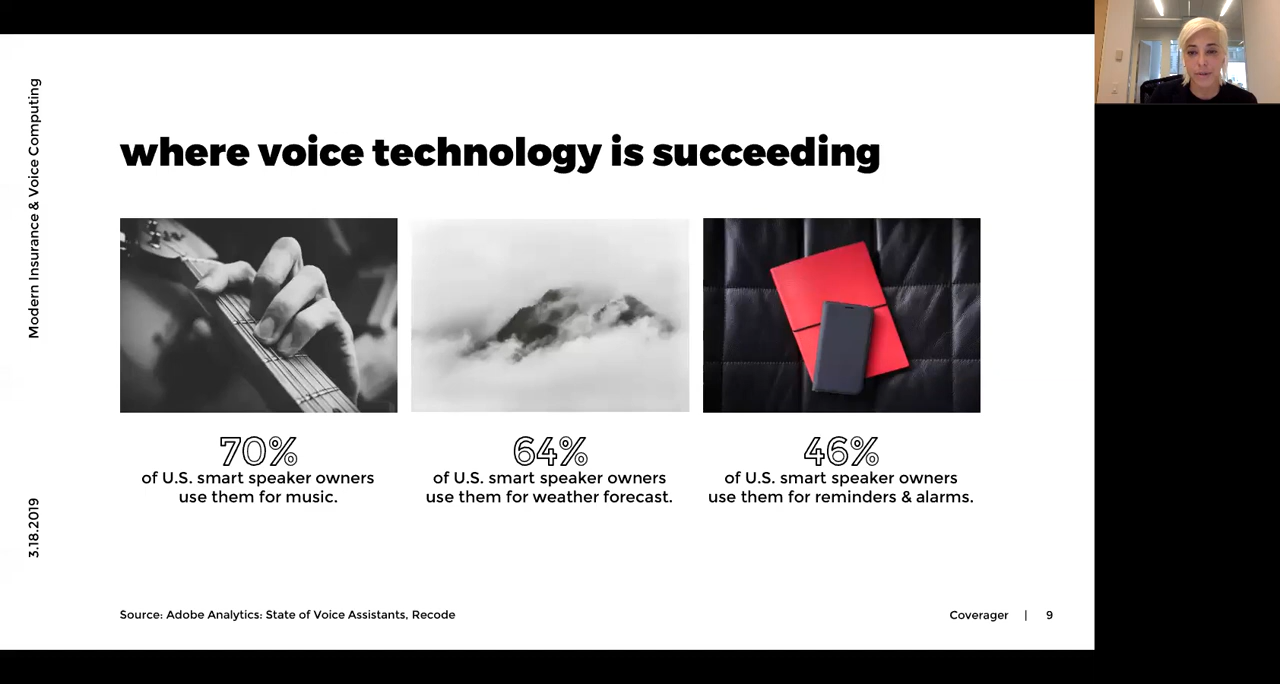 Modern Insurance & Voice Computing
3.18.2019
where voice technology is succeeding
70%
of U.S. smart speaker owners
use them for music.
64%
of U.S. smart speaker owners
use them for weather forecast.
46%
of U.S. smart speaker owners
use them for reminders & alarms.
Source: Adobe Analytics: State of Voice Assistants, Recode
Coverager | 9